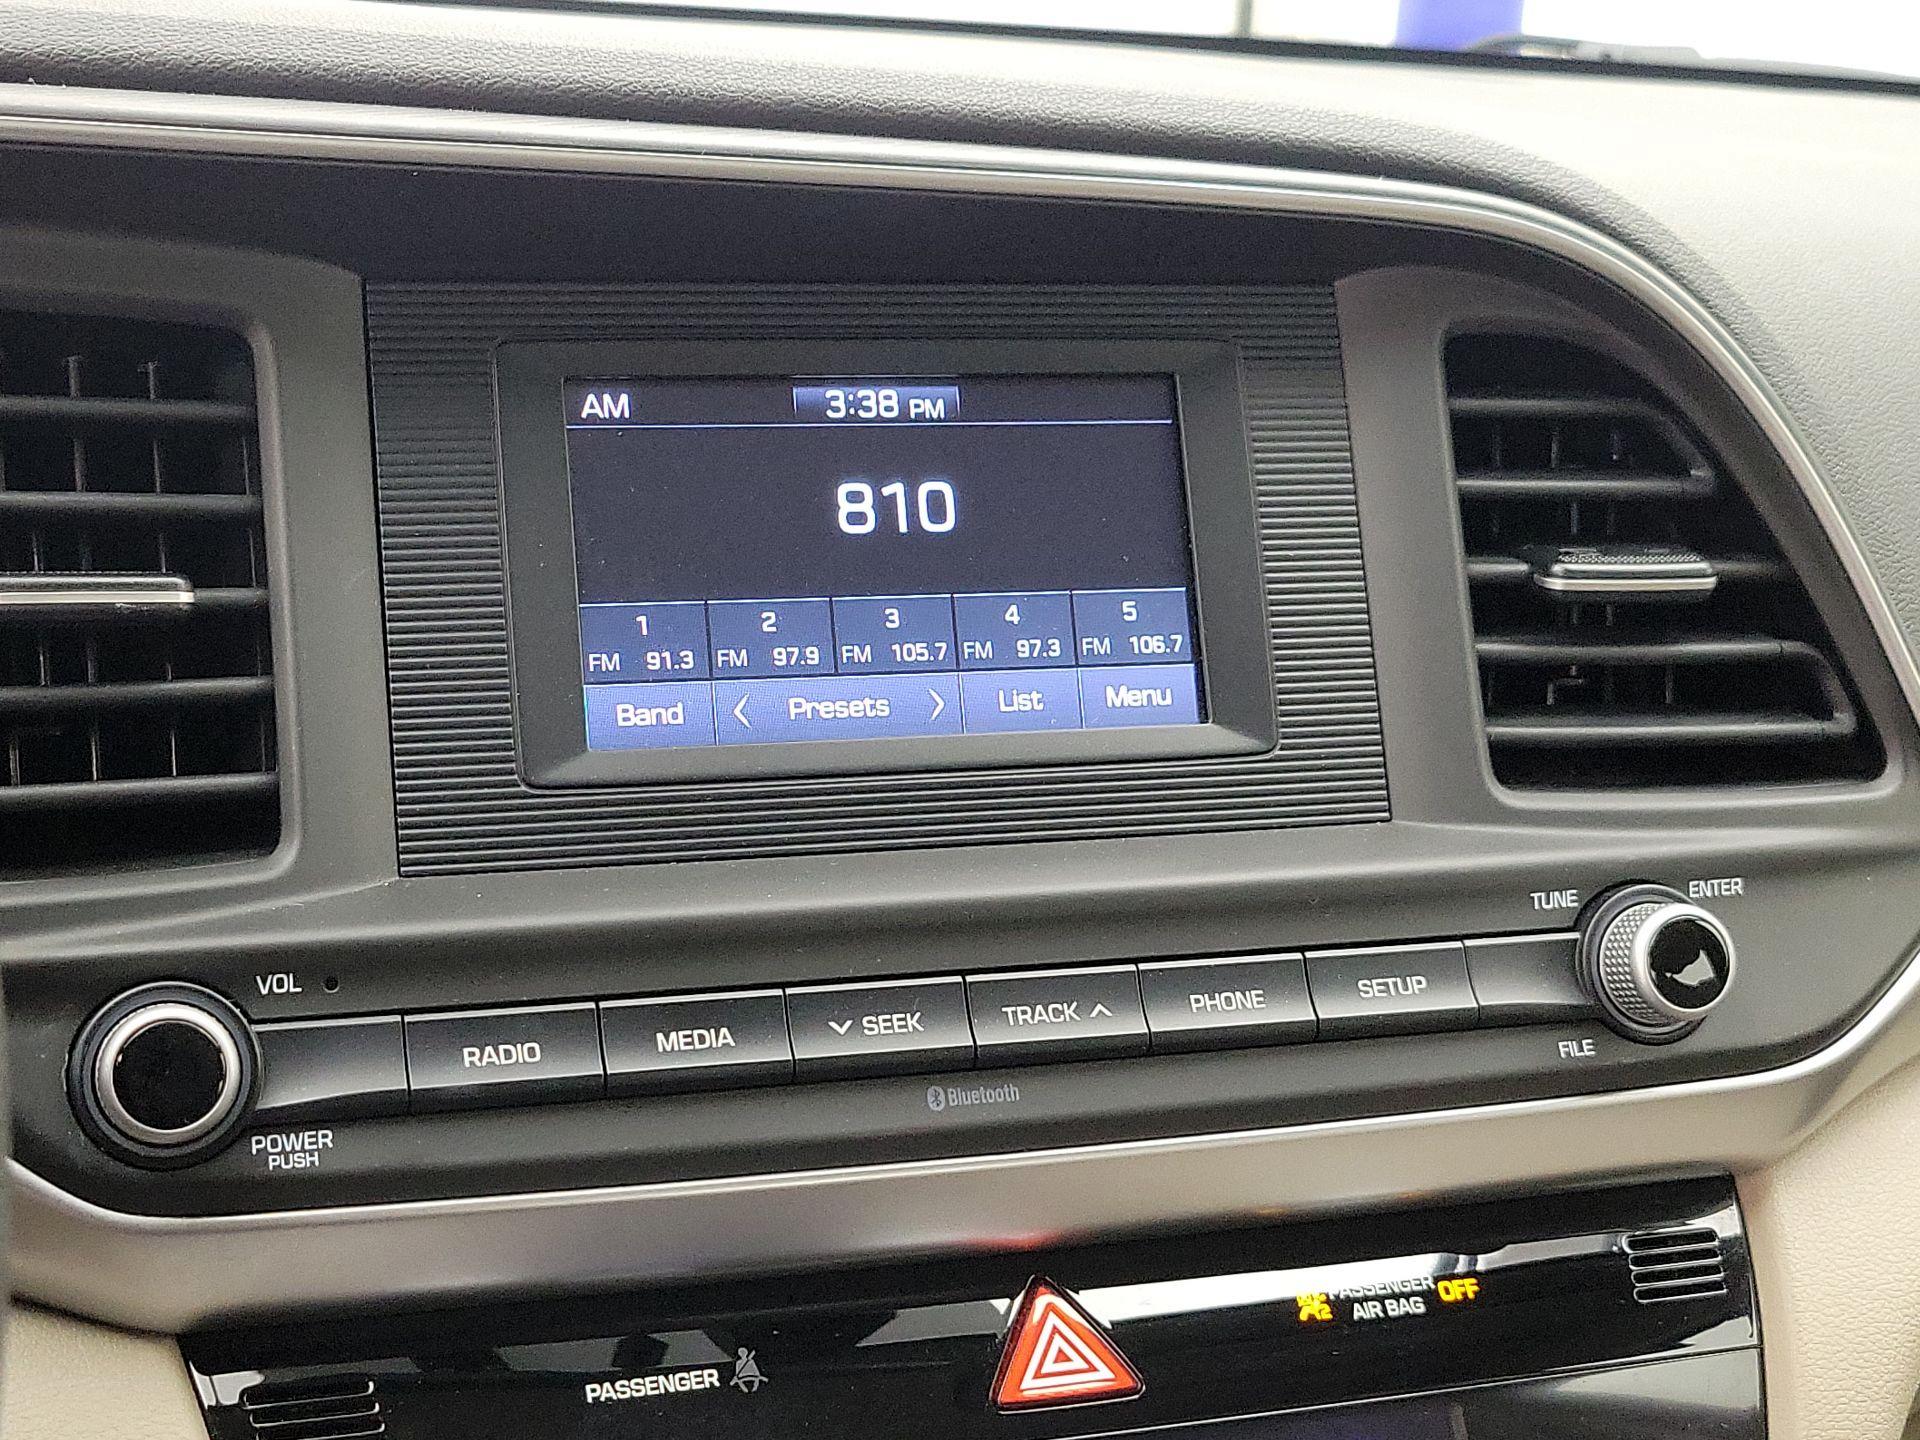 AM 3:38 PM
810
1 2 3 4 5
FM 91.3 FM 97.9 FM 105.7 FM 97.3 FM 106.7
Band < Presets > List Menu
TUNE ENTER
VOL
RADIO MEDIA SEEK TRACK PHONE SETUP
FILE
Bluetooth
POWER
PUSH
PASSENGER OFF
AIR BAG
2
PASSENGER